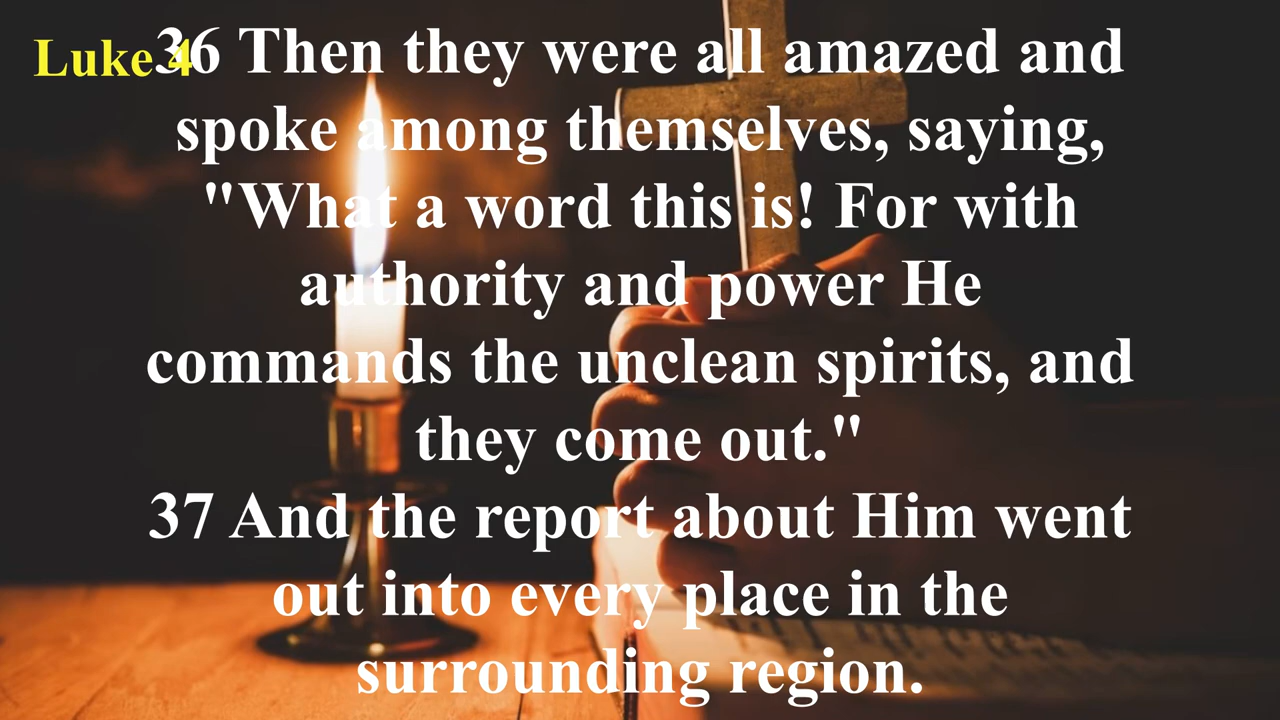 Luke 4
36 Then they were all amazed and
spoke among themselves, saying,
"What a word this is! For with
authority and power He
commands the unclean spirits, and
they come out."
37 And the report about Him went
out into every place in the
surrounding region.